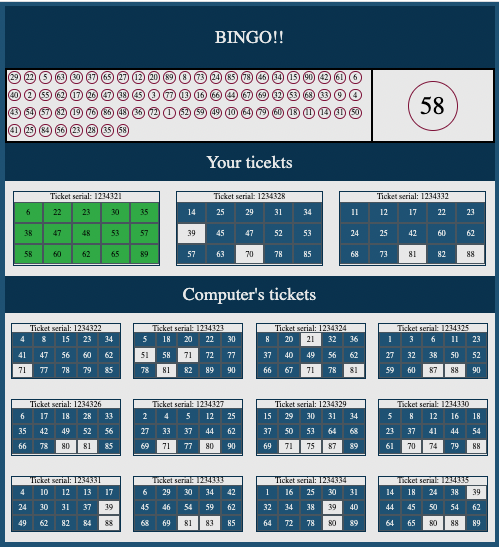 BINGO!!
29 22 5 63 30 37 65 27 12 20 89 8 73 24 85 78 46 34 15 90 42 61 6
40 2 55 62 17 26 47 38 45 3 77 13 16 66 44 67 69 32 53 68 33 9 4
43 54 57 82 19 76 86 48 36 72 1 52 59 49 10 64 79 60 18 11 14 31 50
41 25 84 56 23 28 35 58
58
Your ticekts
Ticket serial: 1234321
6 22 23 30 35
38 47 48 53 57
58 60 62 65 89
Ticket serial: 1234328
14 25 29 31 34
39 45 47 52 53
57 63 70 78 85
Ticket serial: 1234332
11 12 17 22 23
24 25 42 60 62
68 73 81 82 88
Computer's tickets
Ticket serial: 1234322
4 8 15 23 34
41 47 56 60 62
71 77 78 79 85
Ticket serial: 1234323
5 18 20 22 30
51 58 71 72 77
78 81 82 89 90
Ticket serial: 1234324
8 20 21 32 36
37 40 49 56 62
66 67 71 78 81
Ticket serial: 1234325
1 3 6 11 23
27 32 38 50 52
59 60 87 88 90
Ticket serial: 1234326
6 17 18 28 33
35 42 49 52 56
66 78 80 81 85
Ticket serial: 1234327
2 4 5 12 25
27 33 37 44 62
69 71 77 80 90
Ticket serial: 1234329
15 29 30 31 34
37 50 53 64 68
69 71 75 87 89
Ticket serial: 1234330
5 8 12 16 18
23 37 41 44 54
61 70 74 79 88
Ticket serial: 1234331
4 10 12 13 17
24 30 31 37 39
49 62 82 84 88
Ticket serial: 1234333
6 29 30 34 42
45 46 54 59 62
68 69 81 83 85
Ticket serial: 1234334
1 16 25 30 31
32 34 38 39 40
64 72 78 80 89
Ticket serial: 1234335
14 18 24 38 39
44 45 50 54 62
64 65 80 88 89